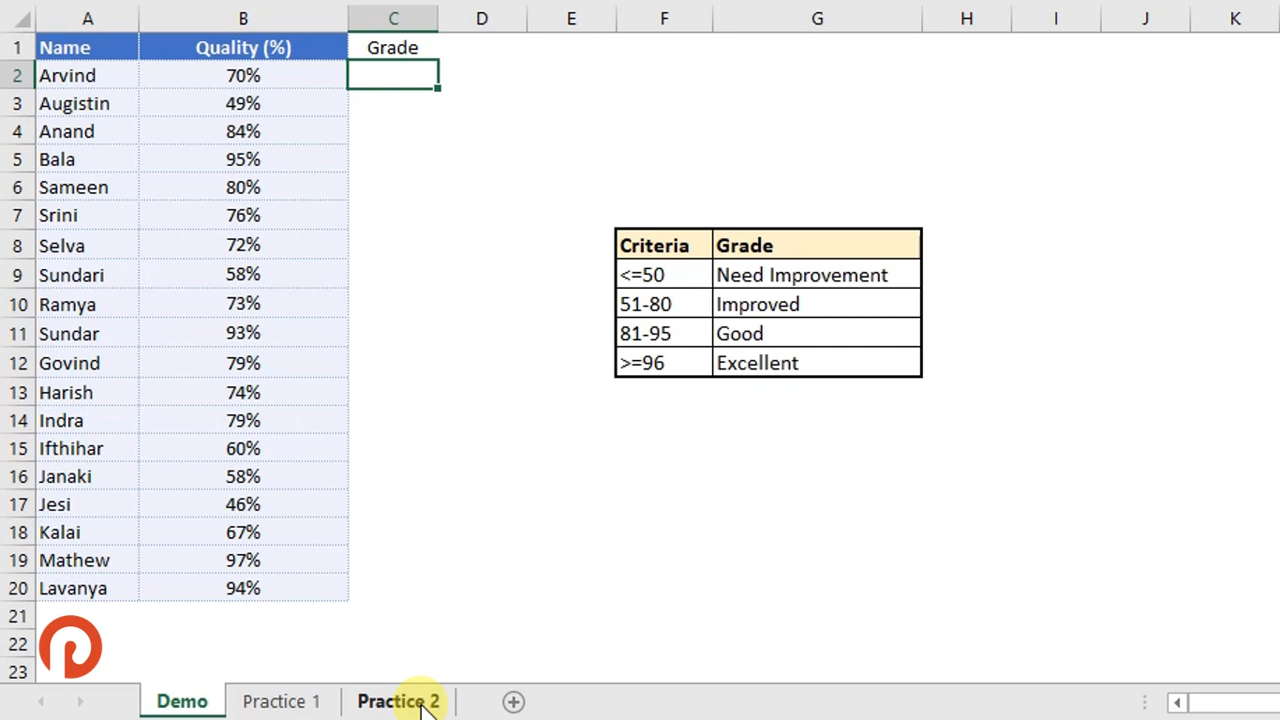 A B C D E F G H I J K
1 Name Quality (%) Grade
2 Arvind 70%
3 Augistin 49%
4 Anand 84%
5 Bala 95%
6 Sameen 80%
7 Srini 76%
8 Selva 72% Criteria Grade
9 Sundari 58% <=50 Need Improvement
10 Ramya 73% 51-80 Improved
11 Sundar 93% 81-95 Good
12 Govind 79% >=96 Excellent
13 Harish 74%
14 Indra 79%
15 Ifthihar 60%
16 Janaki 58%
17 Jesi 46%
18 Kalai 67%
19 Mathew 97%
20 Lavanya 94%
21
22
23
Demo Practice 1 Practice 2